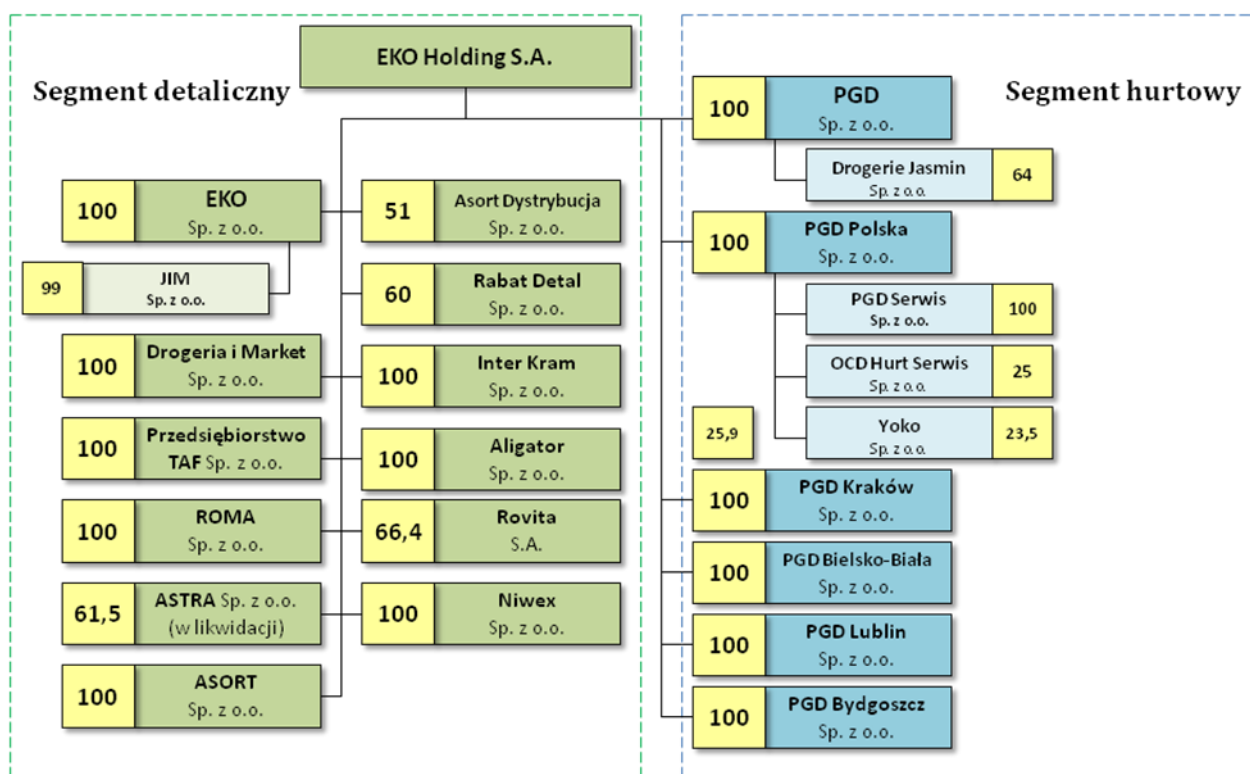 EKO Holding S.A.
Segment detaliczny
Segment hurtowy
100
EKO
Sp. z o.o.
99
JIM
Sp. z o.o.
100
Drogeria i Market
Sp. z o.o.
100
Przedsiębiorstwo
TAF Sp. z o.o.
100
ROMA
Sp. z o.o.
61,5
ASTRA Sp. z o.o.
(w likwidacji)
100
ASORT
Sp. z o.o.
51
Asort Dystrybucja
Sp. z o.o.
60
Rabat Detal
Sp. z o.o.
100
Inter Kram
Sp. z o.o.
100
Aligator
Sp. z o.o.
66,4
Rovita
S.A.
100
Niwex
Sp. z o.o.
100
PGD
Sp. z o.o.
Drogerie Jasmin
Sp. z o.o.
64
100
PGD Polska
Sp. z o.o.
PGD Serwis
Sp. z o.o.
100
OCD Hurt Serwis
Sp. z o.o.
25
25,9
Yoko
Sp. z o.o.
23,5
100
PGD Kraków
Sp. z o.o.
100
PGD Bielsko-Biała
Sp. z o.o.
100
PGD Lublin
Sp. z o.o.
100
PGD Bydgoszcz
Sp. z o.o.